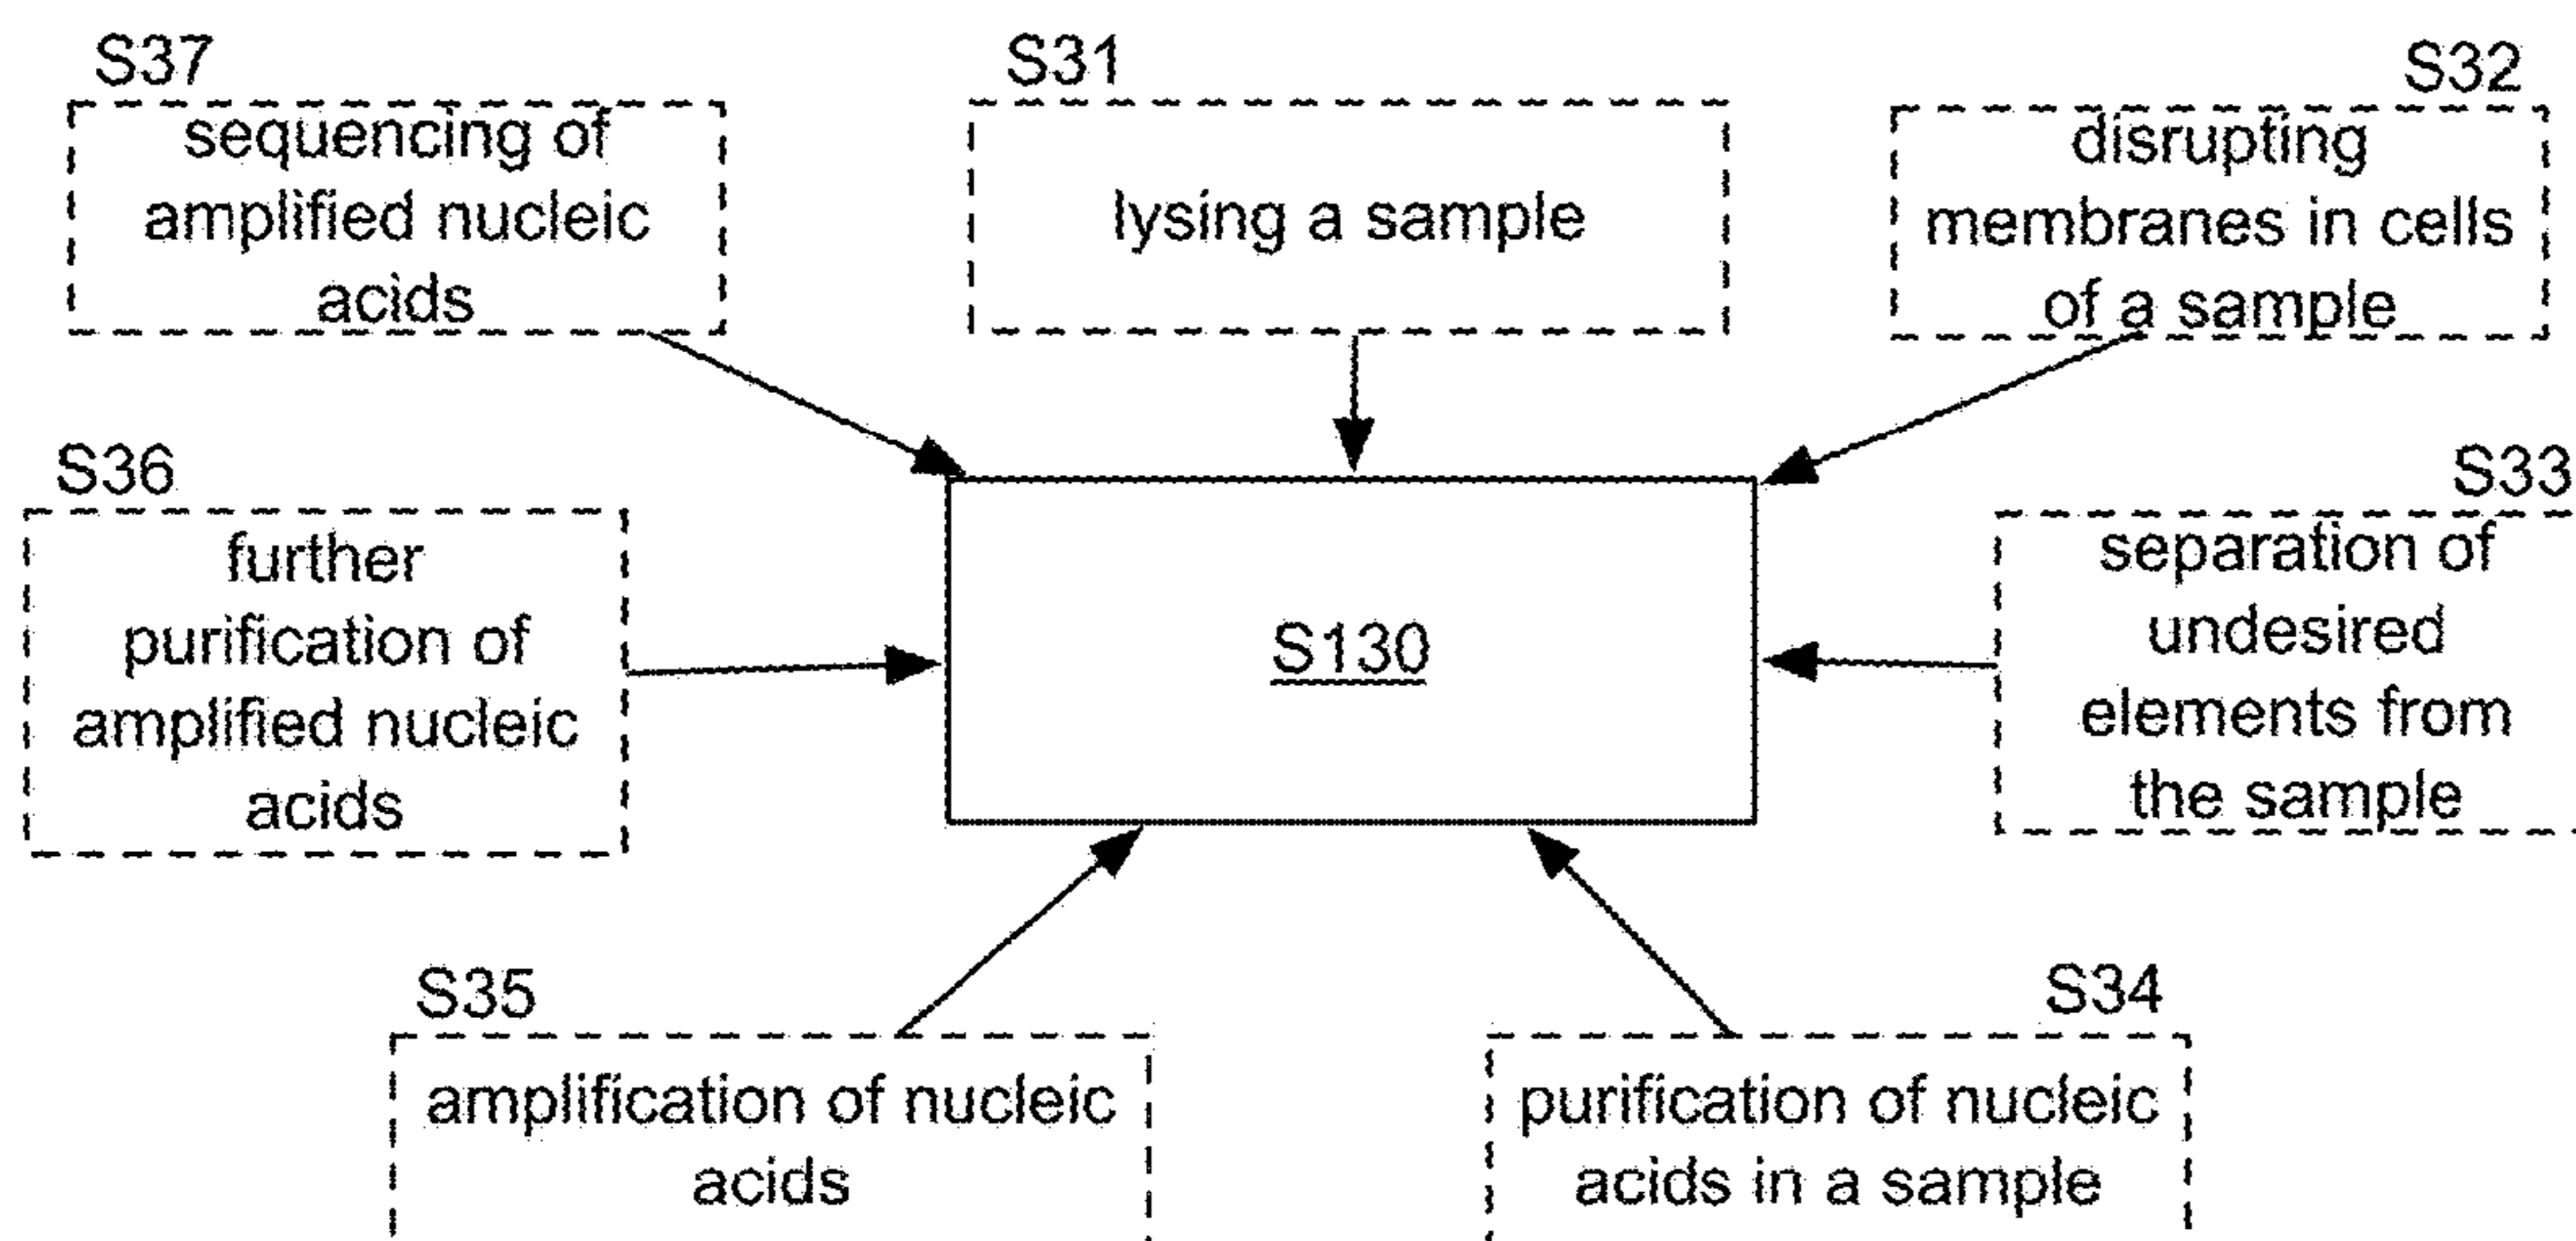 S37
sequencing of
amplified nucleic
acids
S31
lysing a sample
S32
disrupting
membranes in cells
of a sample
S36
further
purification of
amplified nucleic
acids
S130
S33
separation of
undesired
elements from
the sample
S35
amplification of nucleic
acids
S34
purification of nucleic
acids in a sample